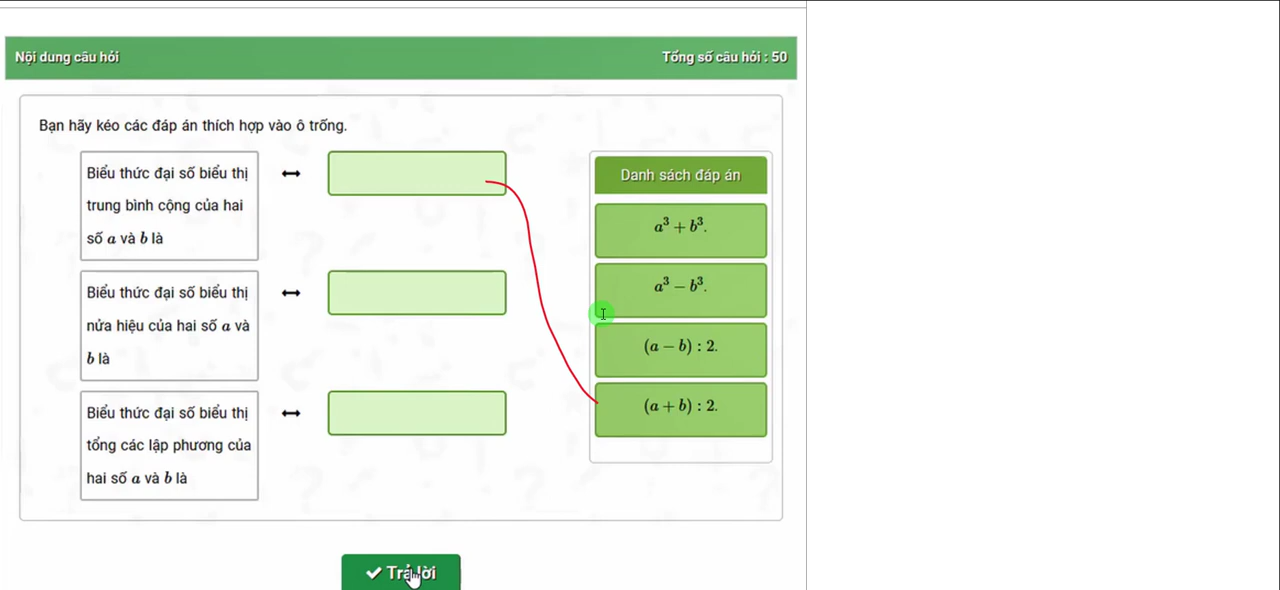 Nội dung câu hỏi
Tổng số câu hỏi : 50
Bạn hãy kéo các đáp án thích hợp vào ô trống.
Biểu thức đại số biểu thị
trung bình cộng của hai
số a và b là
Biểu thức đại số biểu thị
nửa hiệu của hai số a và
b là
Biểu thức đại số biểu thị
tổng các lập phương của
hai số a và b là
Danh sách đáp án
a³ + b³.
a³ − b³.
(a − b) : 2.
(a + b) : 2.
Trả lời